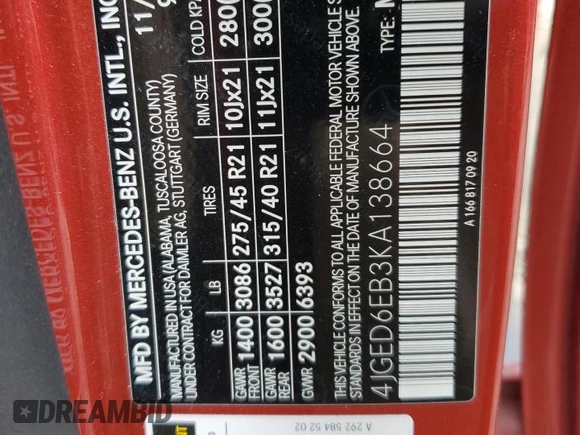 MFD BY MERCEDES-BENZ U.S. INTL., INC
11/
MANUFACTURED IN USA (ALABAMA, TUSCALOOSA COUNTY)
UNDER CONTRACT FOR DAIMLER AG, STUTTGART (GERMANY)
KG LB TIRES RIM SIZE COLD KPA
GAWR FRONT 1400 3086 275/45 R21 10Jx21 280
GAWR REAR 1600 3527 315/40 R21 11Jx21 300
GVWR 2900 6393
THIS VEHICLE CONFORMS TO ALL APPLICABLE FEDERAL MOTOR VEHICLE
STANDARDS IN EFFECT ON THE DATE OF MANUFACTURE SHOWN ABOVE.
TYPE:
4JGED6EB3KA138664
A 166 817 09 20
A 292 584 52 02
DREAMBID